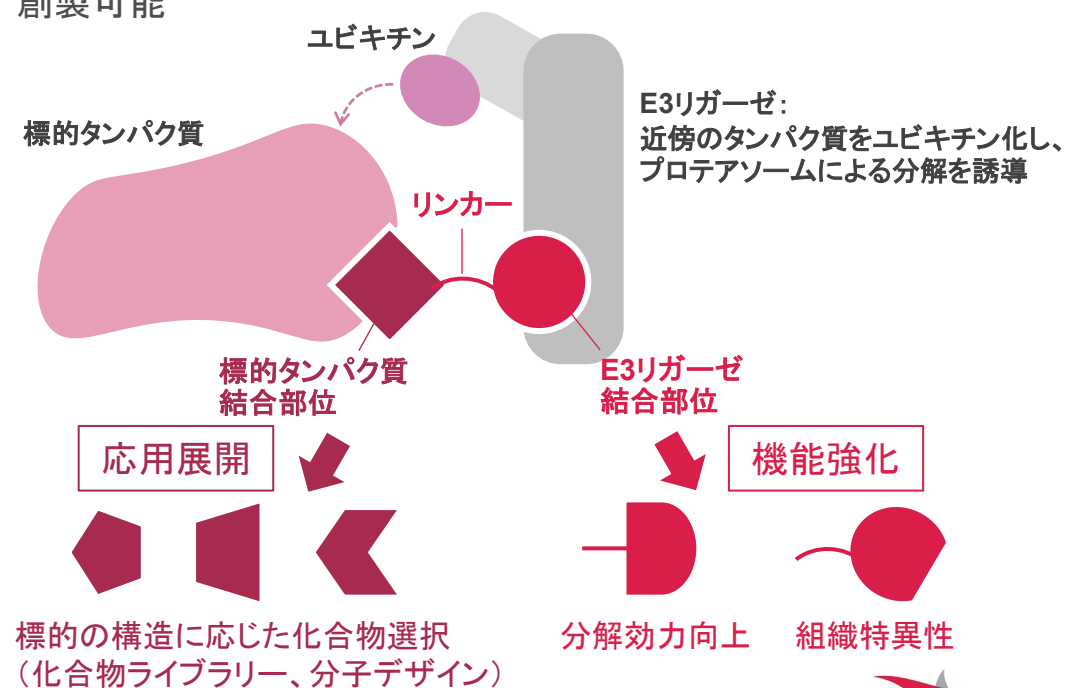 創製可能
ユビキチン
標的タンパク質
E3リガーゼ：
近傍のタンパク質をユビキチン化し、
プロテアソームによる分解を誘導
リンカー
標的タンパク質
結合部位
E3リガーゼ
結合部位
応用展開
機能強化
標的の構造に応じた化合物選択
（化合物ライブラリー、分子デザイン）
分解効力向上
組織特異性